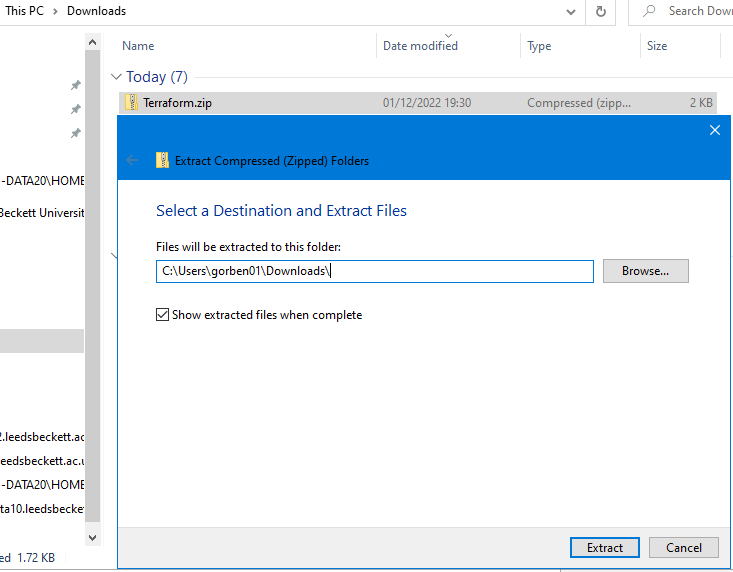 This PC > Downloads
Search Dow
Name Date modified Type Size
Today (7)
Terraform.zip 01/12/2022 19:30 Compressed (zipp... 2 KB
Extract Compressed (Zipped) Folders
Select a Destination and Extract Files
Files will be extracted to this folder:
C:\Users\gorben01\Downloads\
Browse...
Show extracted files when complete
-DATA20\HOME
Beckett Universit
2.leedsbeckett.ac
eedsbeckett.ac.u
-DATA20\HOME
ta10.leedsbecke
ed 1.72 KB
Extract Cancel